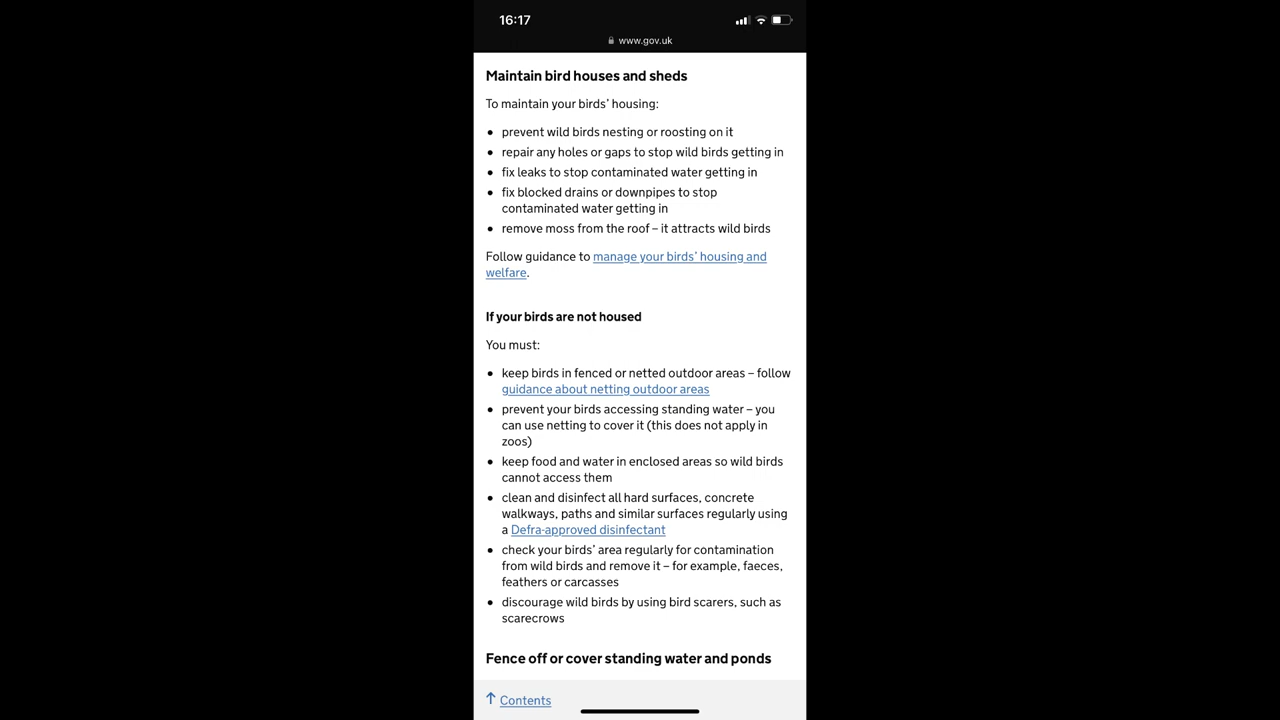 16:17
www.gov.uk
Maintain bird houses and sheds
To maintain your birds’ housing:
• prevent wild birds nesting or roosting on it
• repair any holes or gaps to stop wild birds getting in
• fix leaks to stop contaminated water getting in
• fix blocked drains or downpipes to stop
contaminated water getting in
• remove moss from the roof – it attracts wild birds
Follow guidance to manage your birds’ housing and
welfare.
If your birds are not housed
You must:
• keep birds in fenced or netted outdoor areas – follow
guidance about netting outdoor areas
• prevent your birds accessing standing water – you
can use netting to cover it (this does not apply in
zoos)
• keep food and water in enclosed areas so wild birds
cannot access them
• clean and disinfect all hard surfaces, concrete
walkways, paths and similar surfaces regularly using
a Defra-approved disinfectant
• check your birds’ area regularly for contamination
from wild birds and remove it – for example, faeces,
feathers or carcasses
• discourage wild birds by using bird scarers, such as
scarecrows
Fence off or cover standing water and ponds
↑ Contents